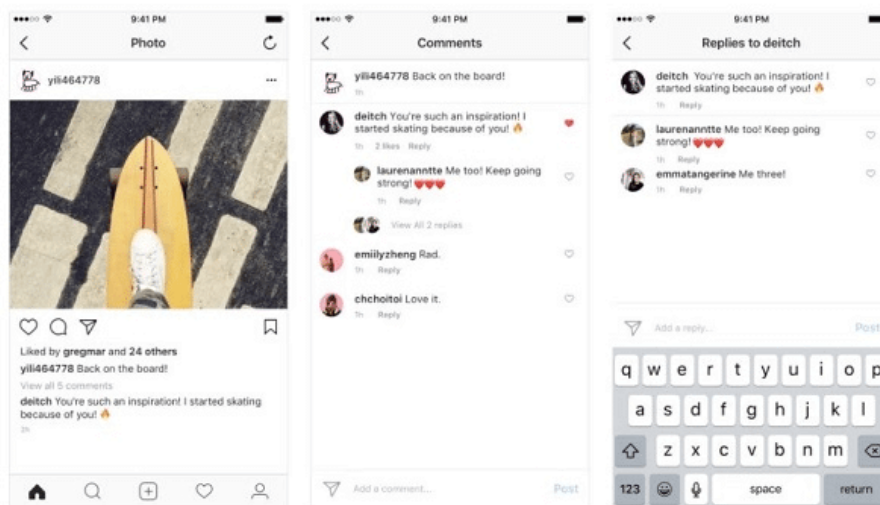 9:41 PM
Photo
yili464778
Liked by gregmar and 24 others
yili464778 Back on the board!
View all 5 comments
deitch You're such an inspiration! I started skating
because of you! 🔥
9:41 PM
Comments
yili464778 Back on the board!
1h
deitch You're such an inspiration! I
started skating because of you! 🔥
1h 2 likes Reply
laurenanntte Me too! Keep going
strong! ❤️❤️❤️
1h Reply
View All 2 replies
emiilyzheng Rad.
1h Reply
chchoitoi Love it.
1h Reply
Add a comment...
Post
9:41 PM
Replies to deitch
deitch You're such an inspiration! I
started skating because of you! 🔥
1h Reply
laurenanntte Me too! Keep going
strong! ❤️❤️❤️
1h Reply
emmatangerine Me three!
1h Reply
Add a reply...
Post
q w e r t y u i o p
a s d f g h j k l
z x c v b n m
123 space return